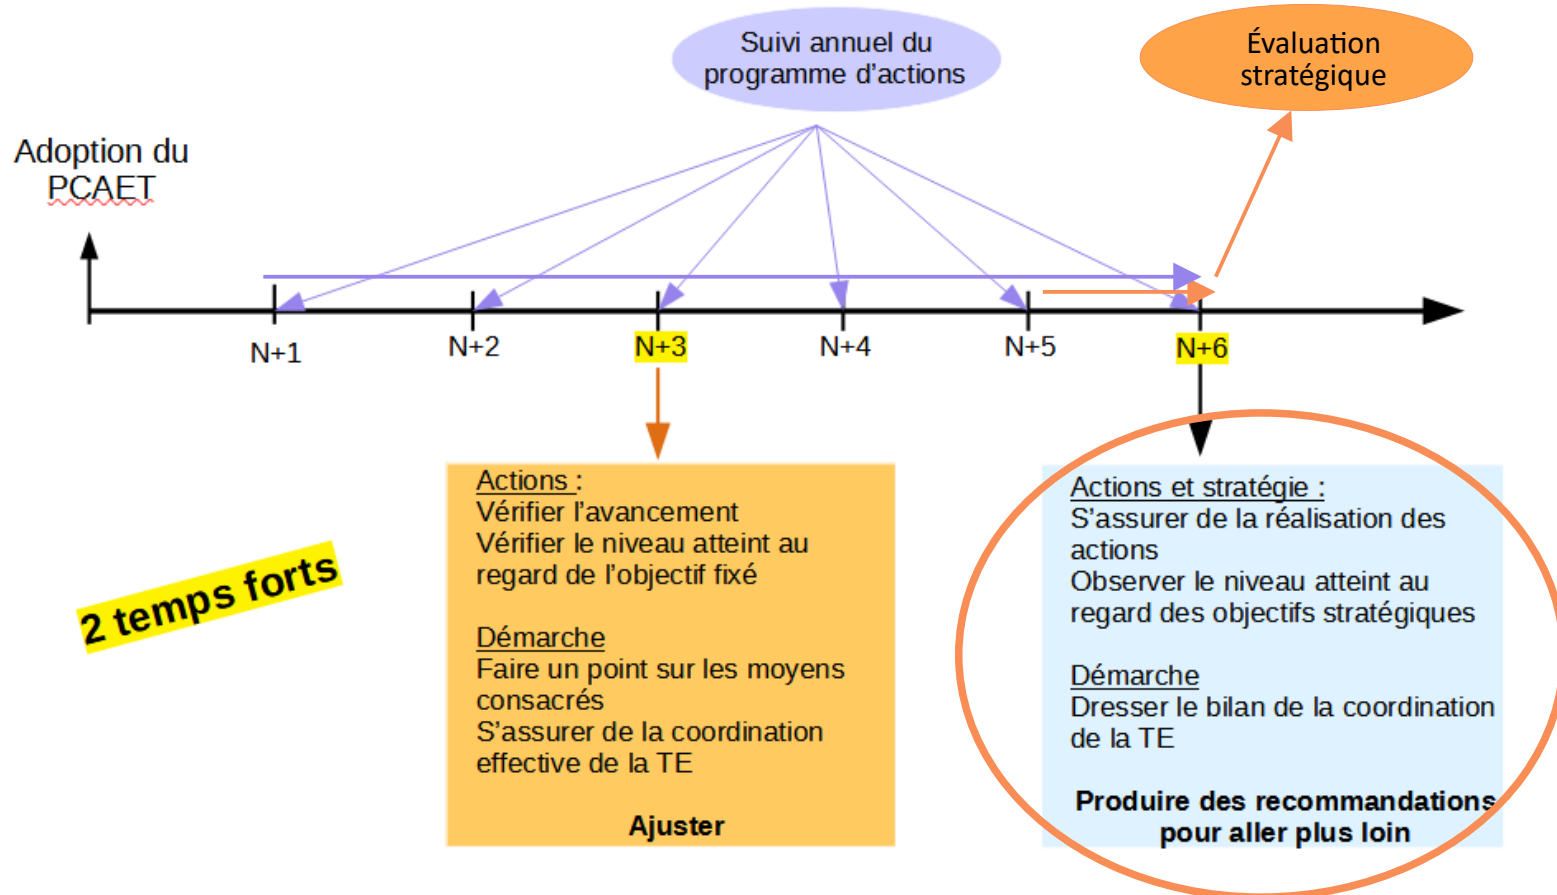 Suivi annuel du
programme d'actions
Évaluation
stratégique
Adoption du
PCAET
N+1
N+2
N+3
N+4
N+5
N+6
2 temps forts
Actions :
Vérifier l'avancement
Vérifier le niveau atteint au
regard de l'objectif fixé
Démarche
Faire un point sur les moyens
consacrés
S'assurer de la coordination
effective de la TE
Ajuster
Actions et stratégie :
S'assurer de la réalisation des
actions
Observer le niveau atteint au
regard des objectifs stratégiques
Démarche
Dresser le bilan de la coordination
de la TE
Produire des recommandations
pour aller plus loin